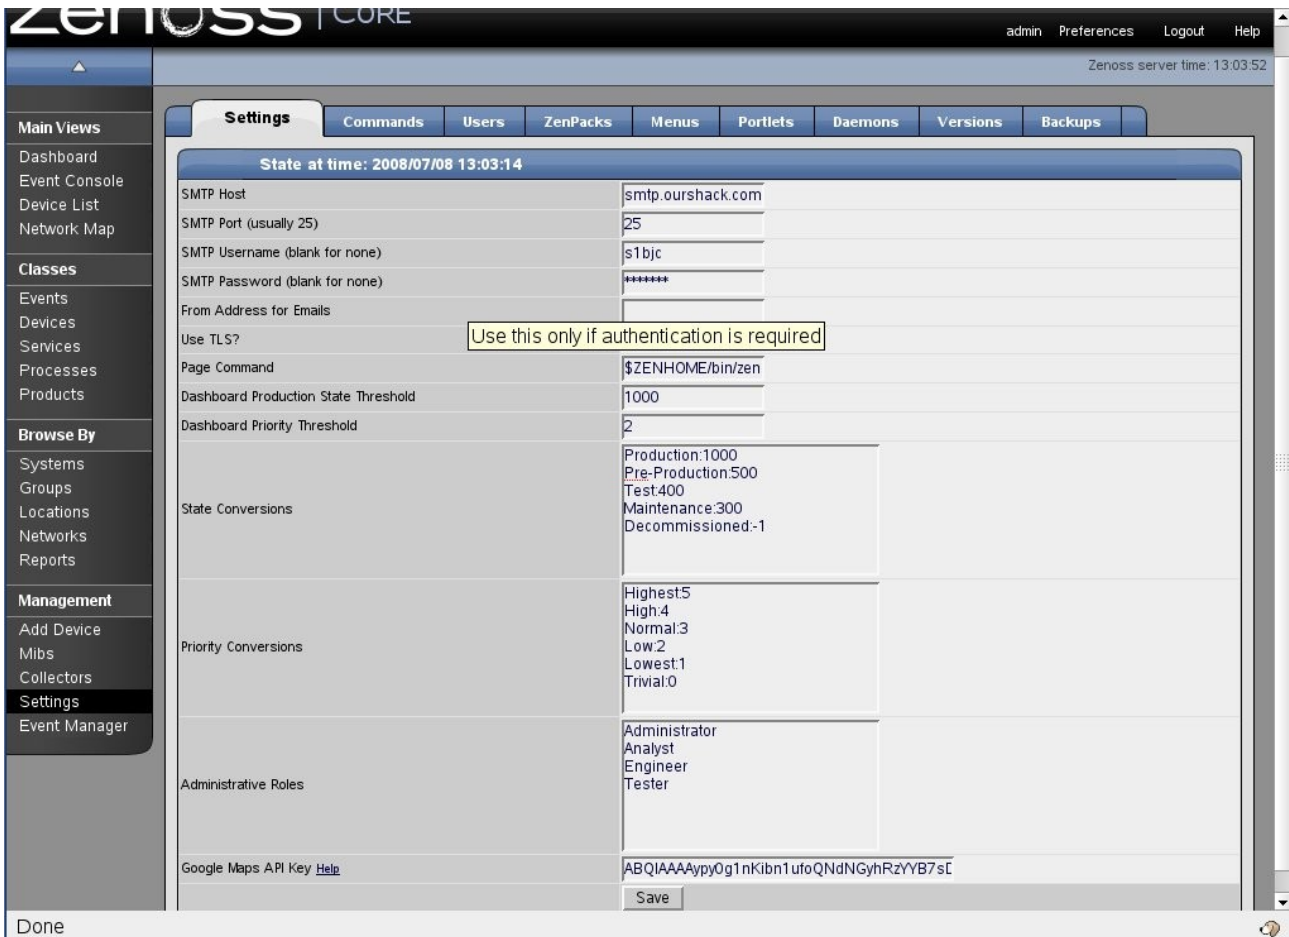 zenoss | CORE
admin Preferences Logout Help
Zenoss server time: 13:03:52
Main Views
Dashboard
Event Console
Device List
Network Map
Classes
Events
Devices
Services
Processes
Products
Browse By
Systems
Groups
Locations
Networks
Reports
Management
Add Device
Mibs
Collectors
Settings
Event Manager
Settings Commands Users ZenPacks Menus Portlets Daemons Versions Backups
State at time: 2008/07/08 13:03:14
SMTP Host smtp.ourshack.com
SMTP Port (usually 25) 25
SMTP Username (blank for none) s1bjc
SMTP Password (blank for none) *******
From Address for Emails
Use TLS?
Use this only if authentication is required
Page Command $ZENHOME/bin/zen
Dashboard Production State Threshold 1000
Dashboard Priority Threshold 2
State Conversions
Production:1000
Pre-Production:500
Test:400
Maintenance:300
Decommissioned:-1
Priority Conversions
Highest:5
High:4
Normal:3
Low:2
Lowest:1
Trivial:0
Administrative Roles
Administrator
Analyst
Engineer
Tester
Google Maps API Key Help ABQIAAAAypy0g1nKibn1ufoQNdNGyhRzYYB7sD
Save
Done